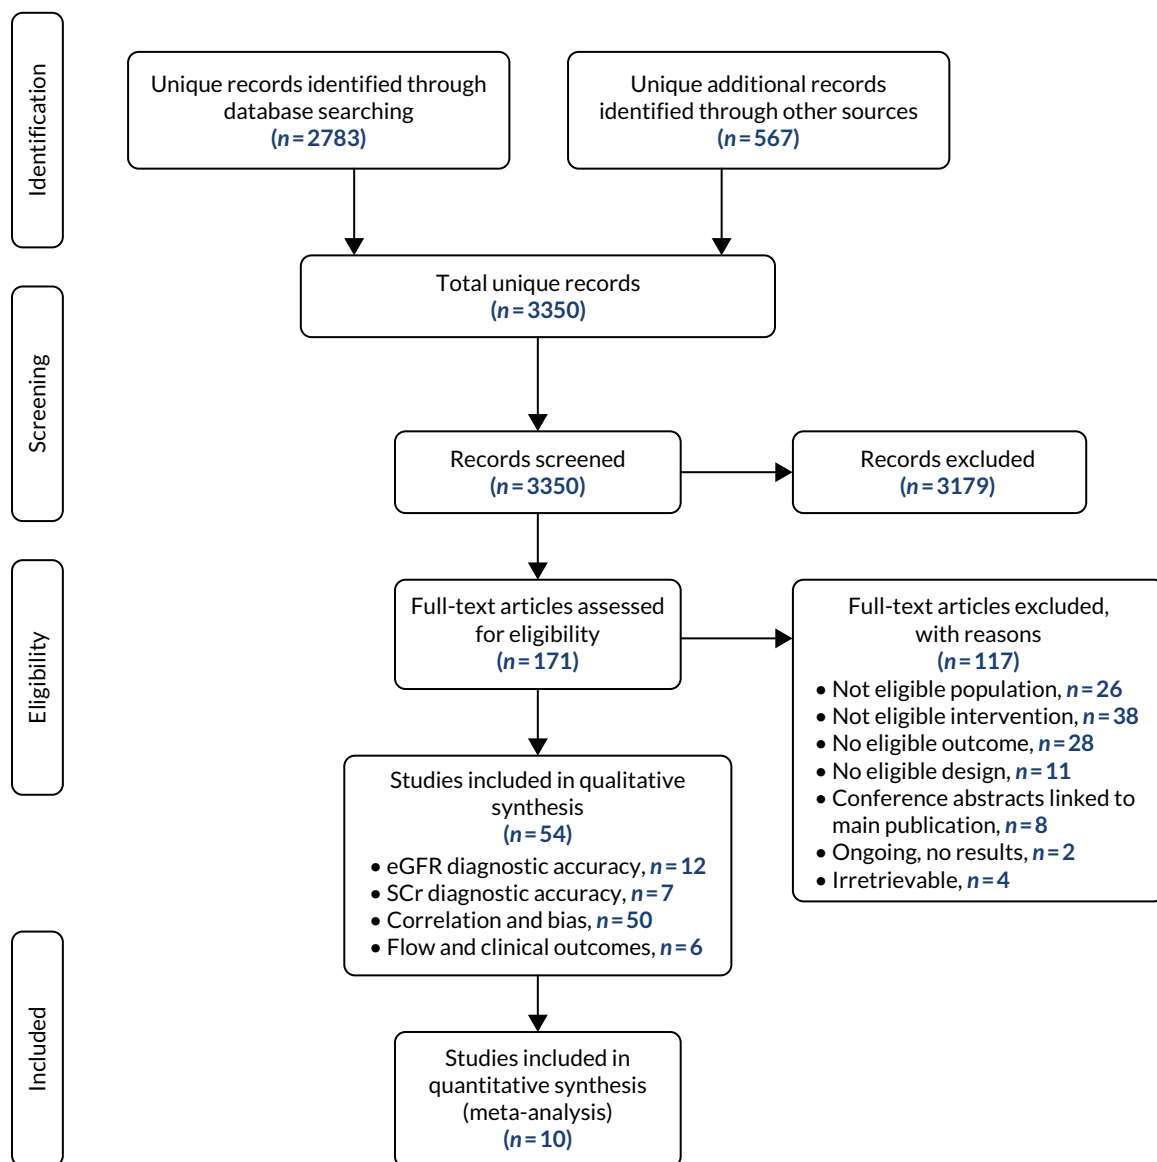 Identification
Unique records identified through
database searching
(n=2783)
Unique additional records
identified through other sources
(n=567)
Total unique records
(n=3350)
Screening
Records screened
(n=3350)
Records excluded
(n=3179)
Eligibility
Full-text articles assessed
for eligibility
(n=171)
Full-text articles excluded,
with reasons
(n=117)
• Not eligible population, n=26
• Not eligible intervention, n=38
• No eligible outcome, n=28
• No eligible design, n=11
• Conference abstracts linked to
main publication, n=8
• Ongoing, no results, n=2
• Irretrievable, n=4
Studies included in qualitative
synthesis
(n=54)
• eGFR diagnostic accuracy, n=12
• SCr diagnostic accuracy, n=7
• Correlation and bias, n=50
• Flow and clinical outcomes, n=6
Included
Studies included in
quantitative synthesis
(meta-analysis)
(n=10)